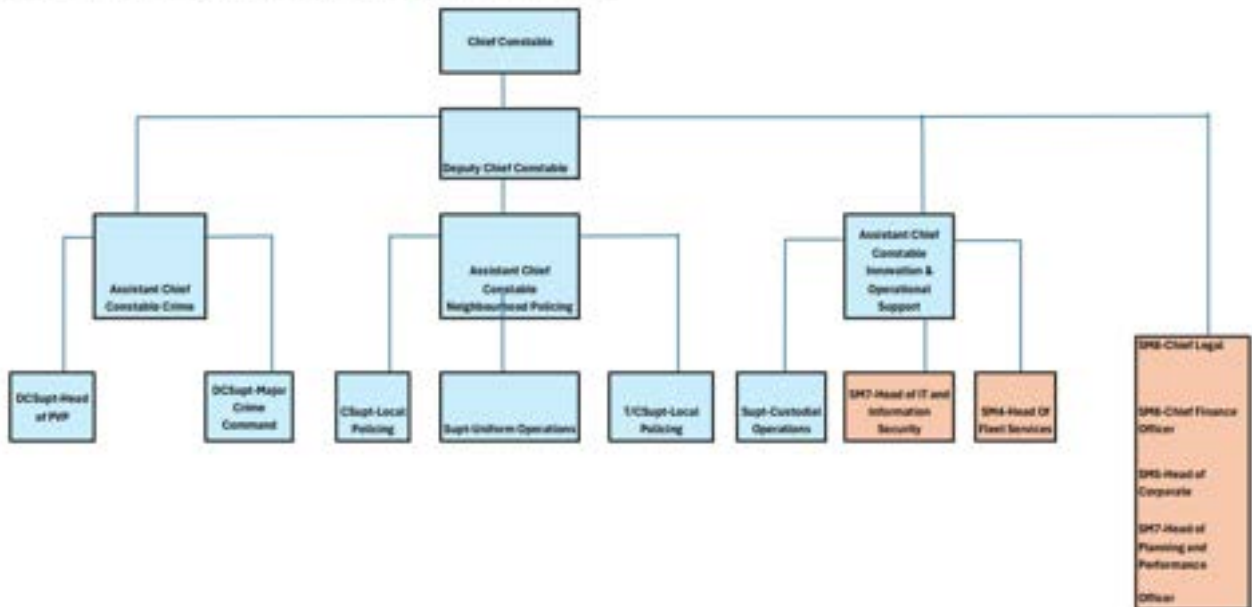 Chief Constable
Deputy Chief Constable
Assistant Chief
Constable Crime
Assistant Chief
Constable
Neighbourhood Policing
Assistant Chief
Constable
Innovation &
Operational
Support
DCSupt-Head
of PVP
DCSupt-Major
Crime
Command
CSupt-Local
Policing
Supt-Uniform Operations
T/CSupt-Local
Policing
Supt-Custodial
Operations
SM7-Head of IT and
Information
Security
SM4-Head Of
Fleet Services
Chief Legal
Chief Finance
Officer
Head of
Corporate
SM7-Head of
Planning and
Performance
Officer